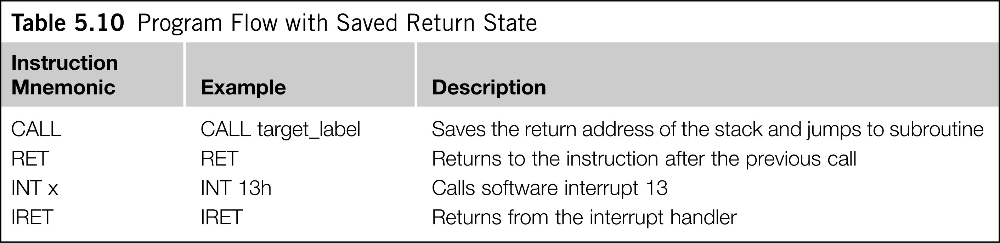 Table 5.10 Program Flow with Saved Return State
Instruction
Mnemonic Example Description
CALL CALL target_label Saves the return address of the stack and jumps to subroutine
RET RET Returns to the instruction after the previous call
INT x INT 13h Calls software interrupt 13
IRET IRET Returns from the interrupt handler